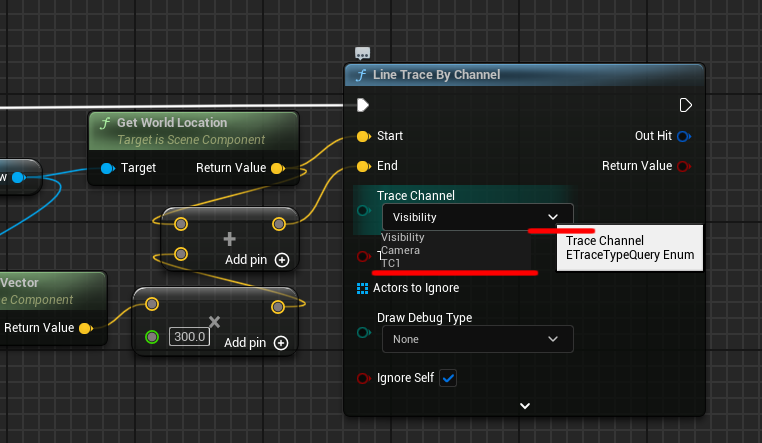 Line Trace By Channel
Get World Location
Target is Scene Component
Target
Return Value
Start
Out Hit
End
Return Value
w
Trace Channel
Visibility
Visibility
Camera
TC1
T
Trace Channel
ETraceTypeQuery Enum
Add pin
Vector
e Component
Return Value
300.0
Add pin
Actors to Ignore
Draw Debug Type
None
Ignore Self